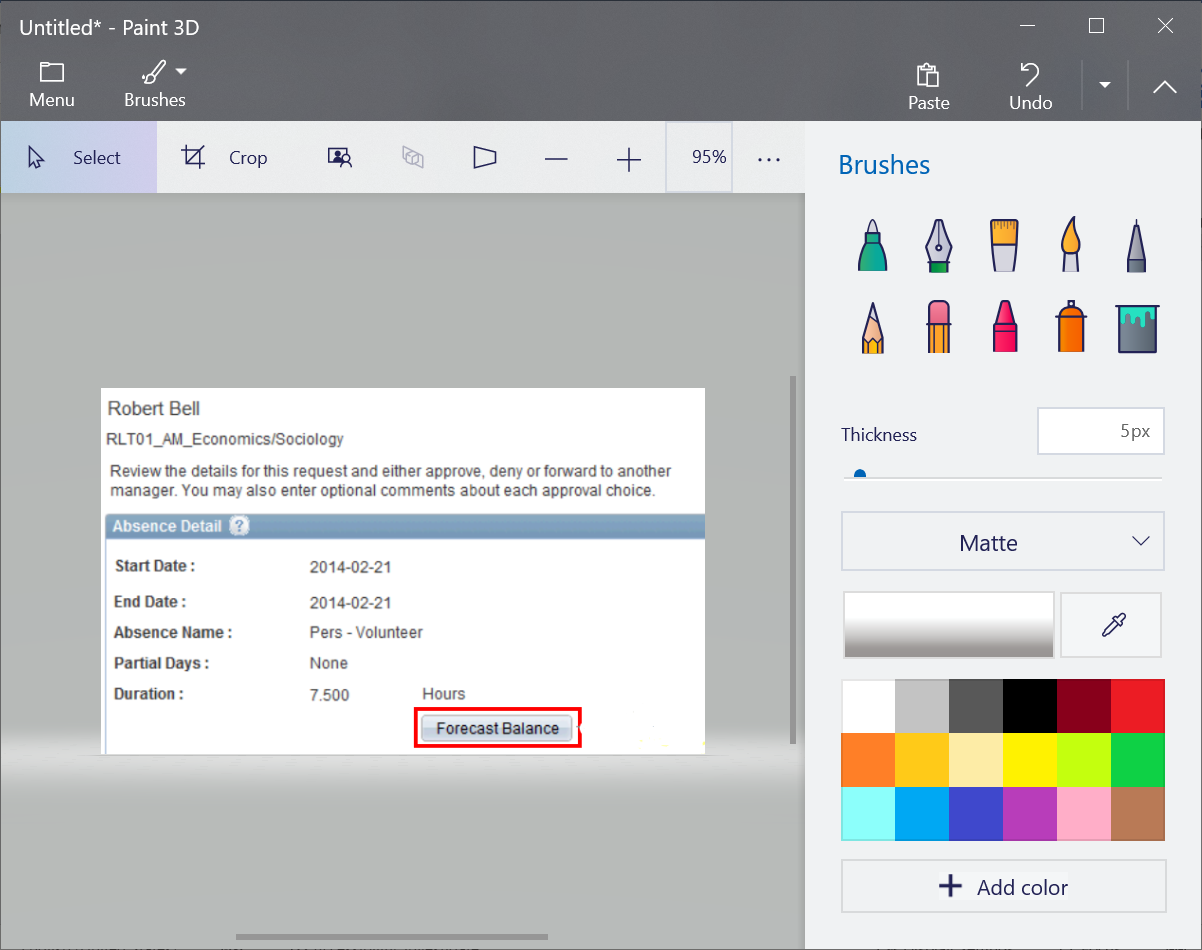 Untitled* - Paint 3D
Menu
Brushes
Paste
Undo
Select
Crop
95%
Brushes
Thickness
5px
Matte
Add color
Robert Bell
RLT01_AM_Economics/Sociology
Review the details for this request and either approve, deny or forward to another
manager. You may also enter optional comments about each approval choice.
Absence Detail ?
Start Date : 2014-02-21
End Date : 2014-02-21
Absence Name : Pers - Volunteer
Partial Days : None
Duration : 7.500 Hours
Forecast Balance